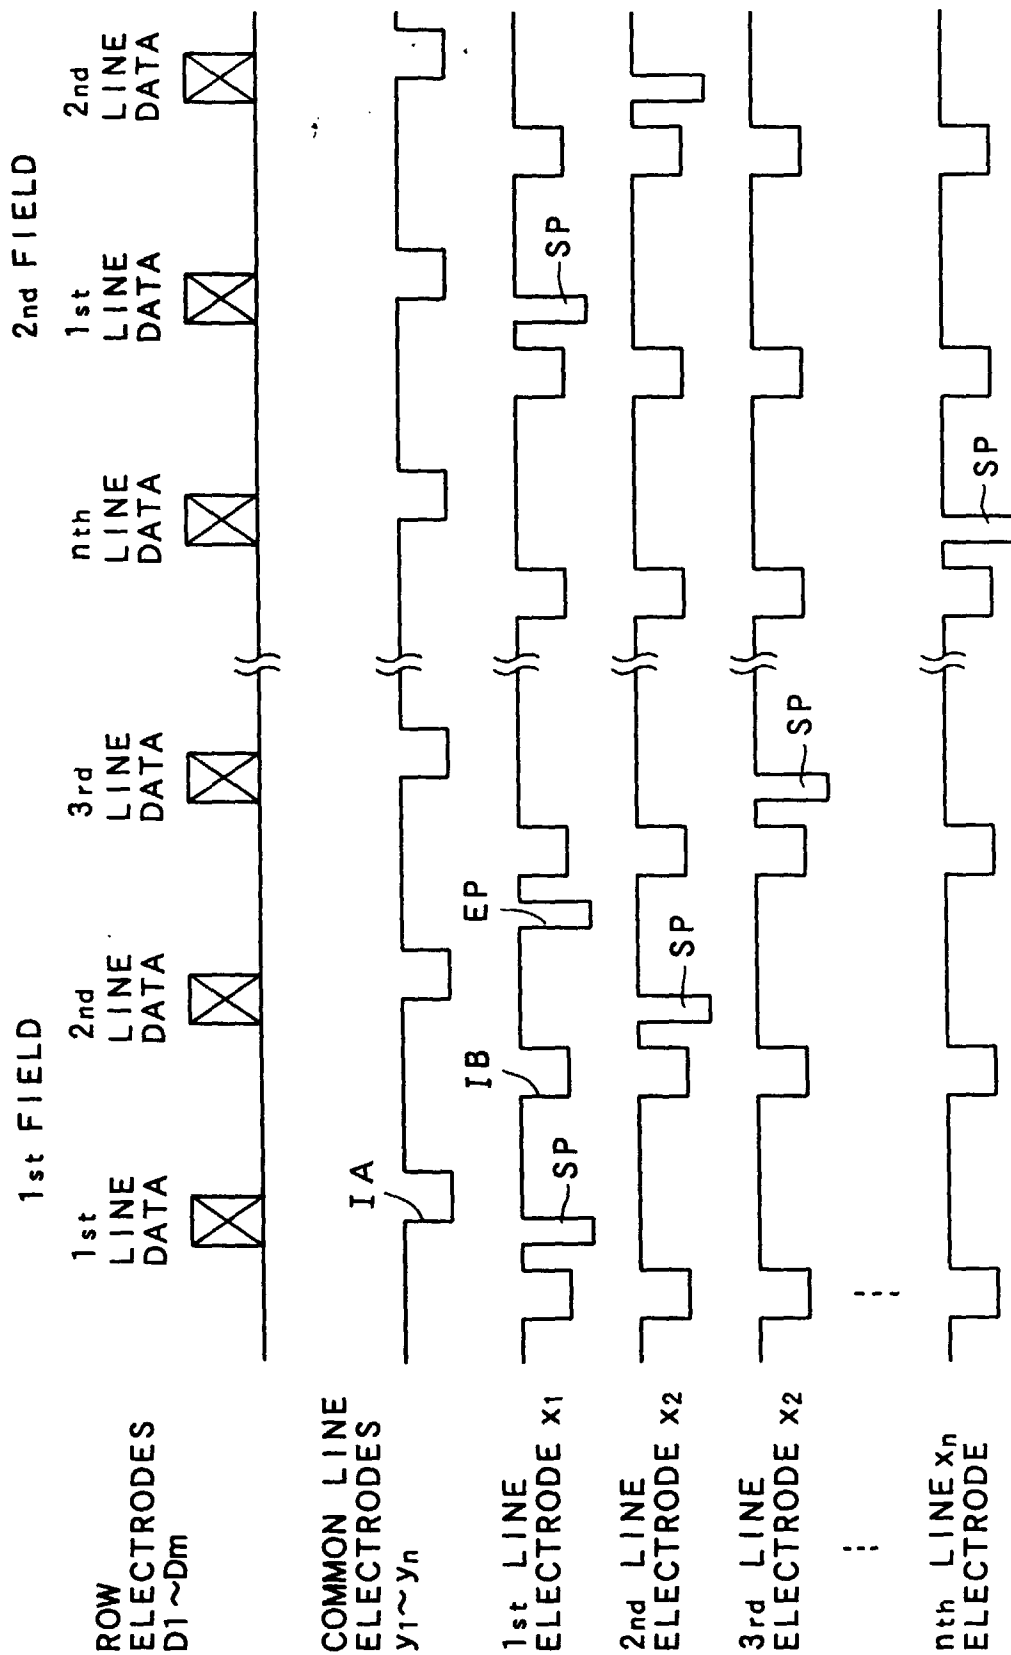 1st FIELD
2nd FIELD
1st
LINE
DATA
2nd
LINE
DATA
3rd
LINE
DATA
nth
LINE
DATA
1st
LINE
DATA
2nd
LINE
DATA
ROW
ELECTRODES
D1~Dm
COMMON LINE
ELECTRODES
y1~yn
IA
1st LINE
ELECTRODE x1
SP
IB
EP
SP
2nd LINE
ELECTRODE x2
SP
3rd LINE
ELECTRODE x2
SP
nth LINE xn
ELECTRODE
SP